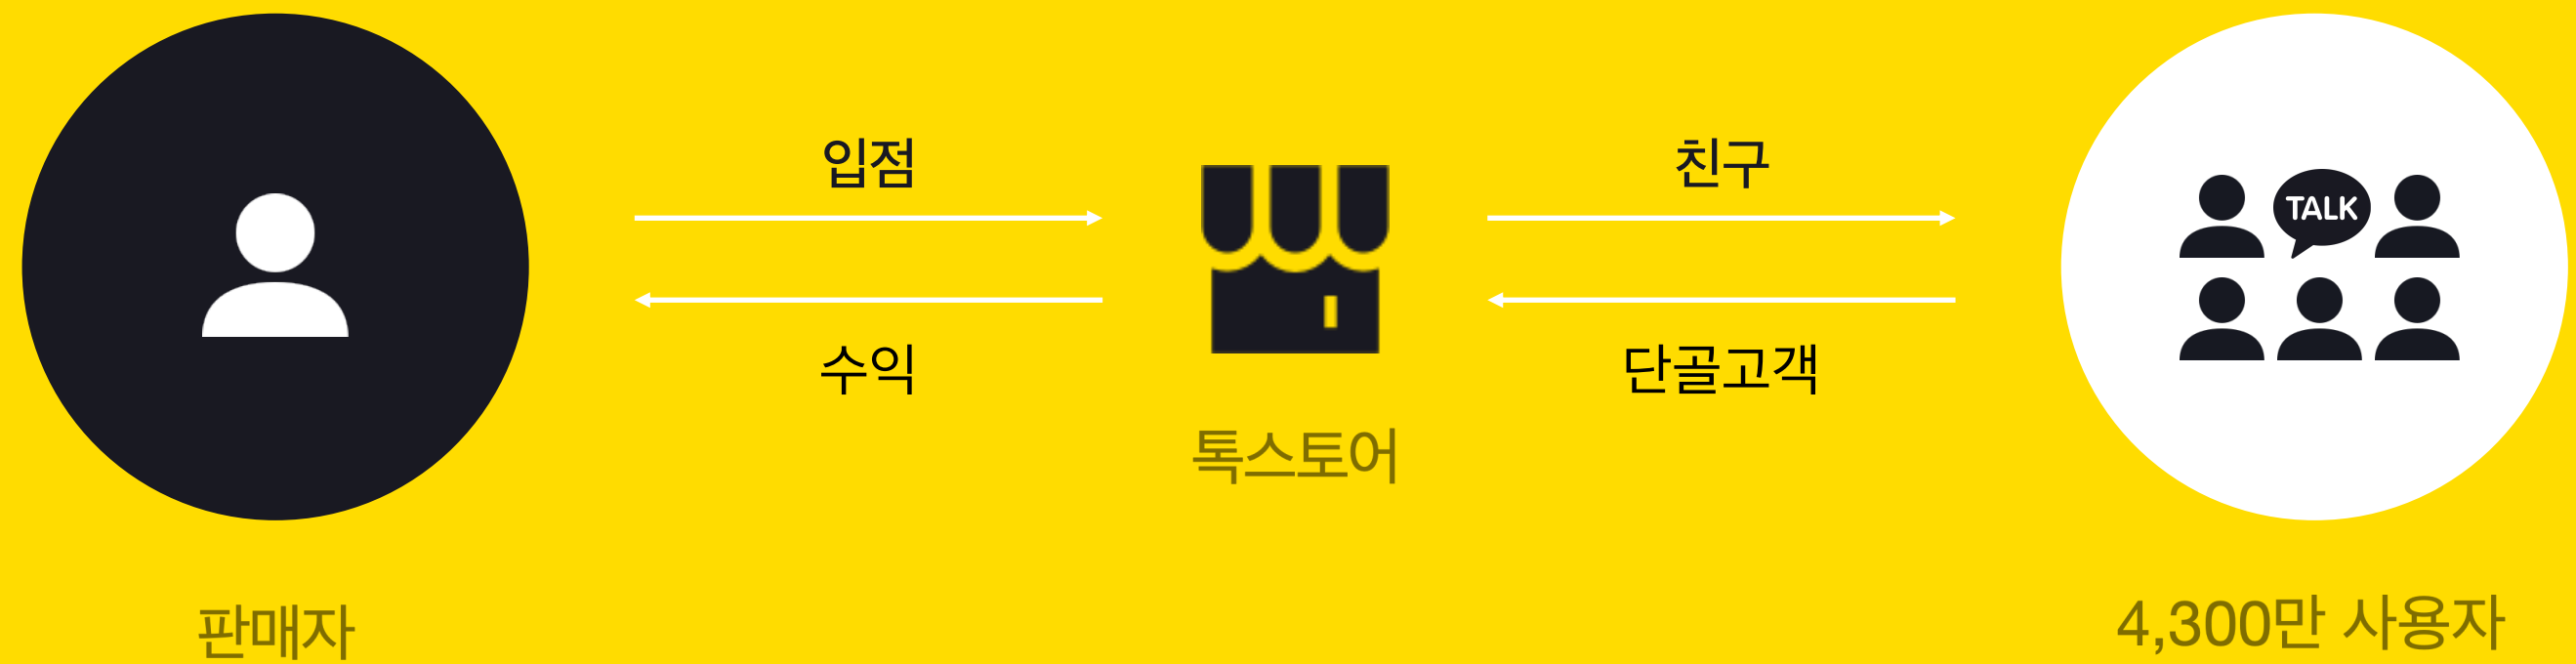 입점
친구
TALK
수익
단골고객
톡스토어
판매자
4,300만 사용자